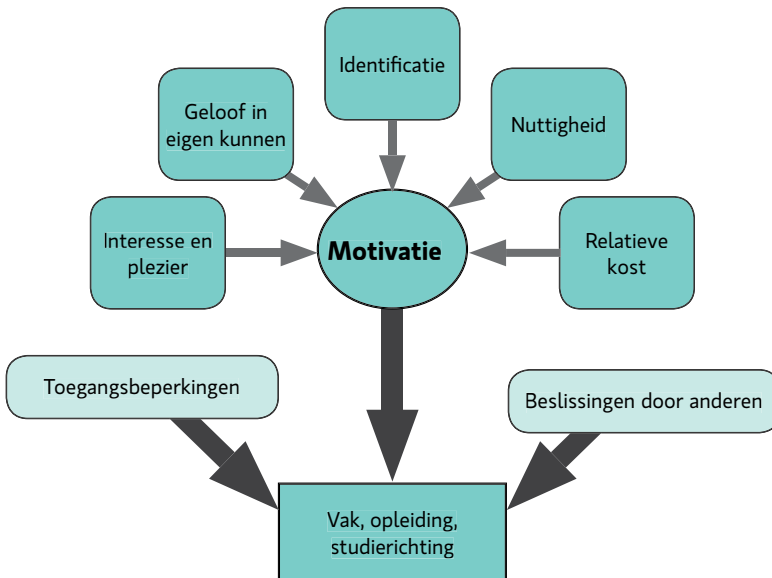 Identificatie
Geloof in
eigen kunnen
Nuttigheid
Interesse en
plezier
Motivatie
Relatieve
kost
Toegangsbeperkingen
Beslissingen door anderen
Vak, opleiding,
studierichting